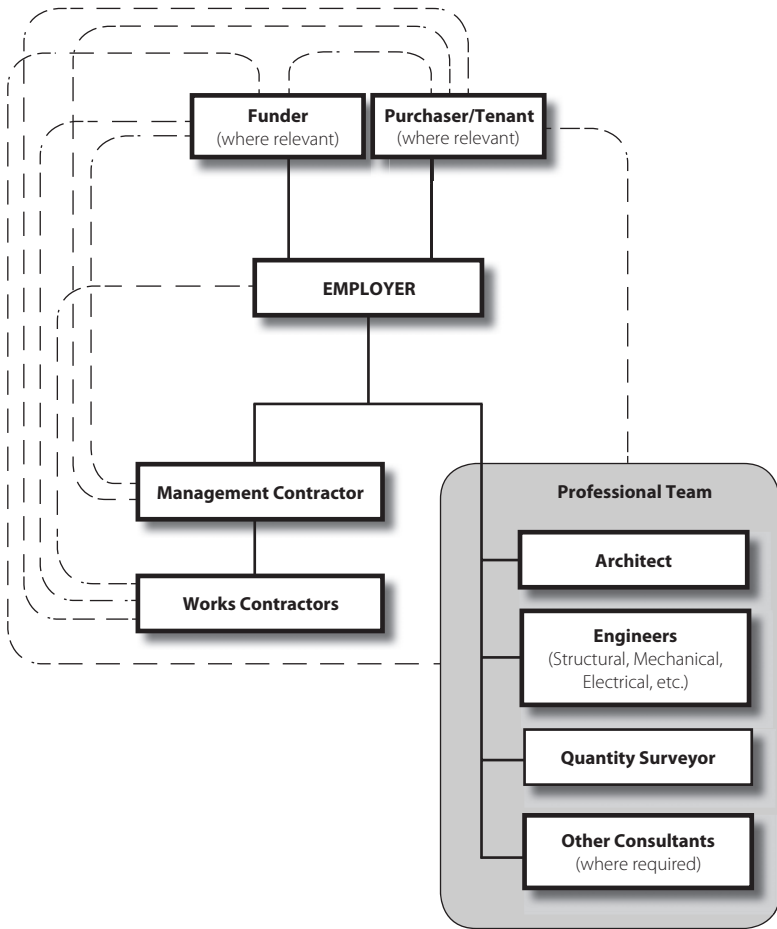 Funder
(where relevant)
Purchaser/Tenant
(where relevant)
EMPLOYER
Management Contractor
Works Contractors
Professional Team
Architect
Engineers
(Structural, Mechanical,
Electrical, etc.)
Quantity Surveyor
Other Consultants
(where required)